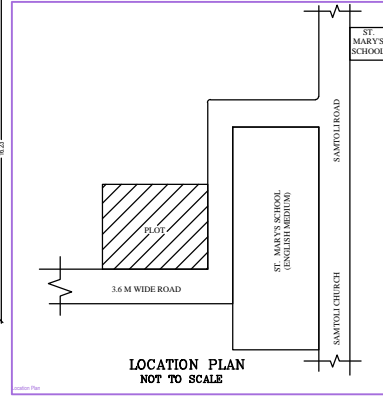 ST.
MARY'S
SCHOOL
SAMTOLI ROAD
ST. MARY'S SCHOOL
(ENGLISH MEDIUM)
PLOT
3.6 M WIDE ROAD
SAMTOLI CHURCH
LOCATION PLAN
NOT TO SCALE
Location Plan